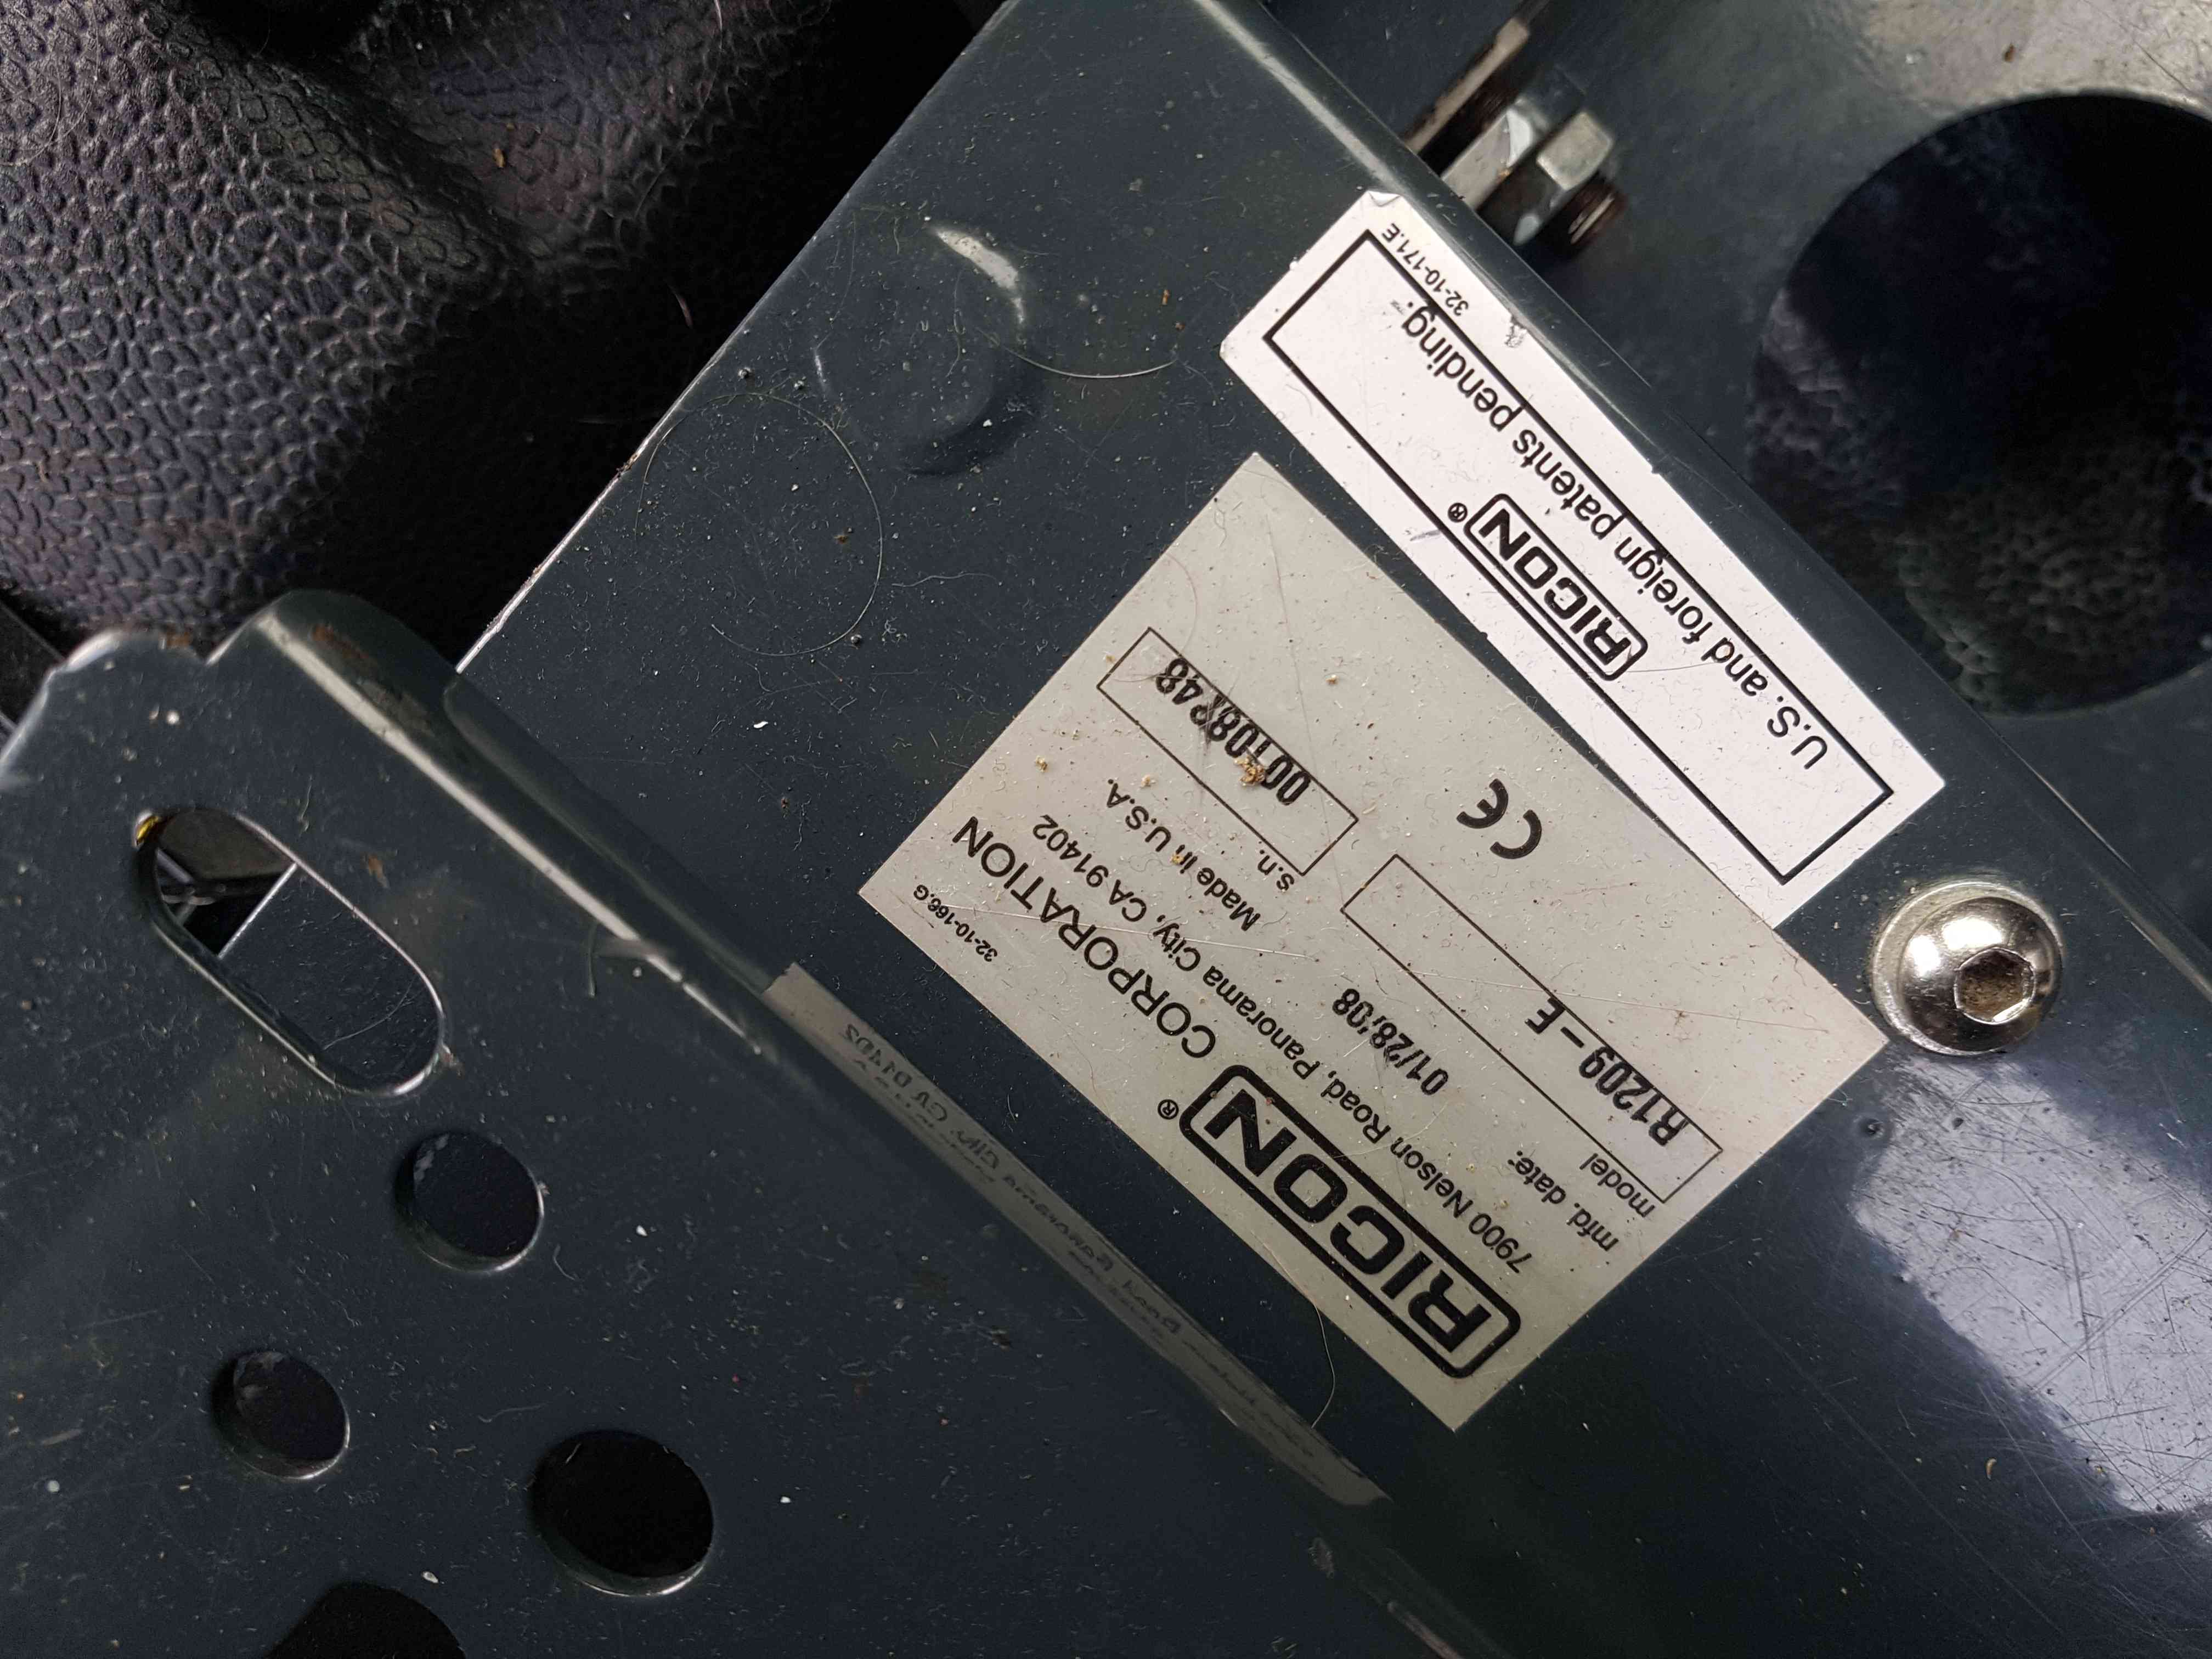 32-10-166.G
RICON® CORPORATION
7900 Nelson Road, Panorama City, CA 91402
mfd. date: 01/28/08 Made in U.S.A.
model s.n.
R1209-E 00108248
CE
RICON®
U.S. and foreign patents pending.
32-10-171.E